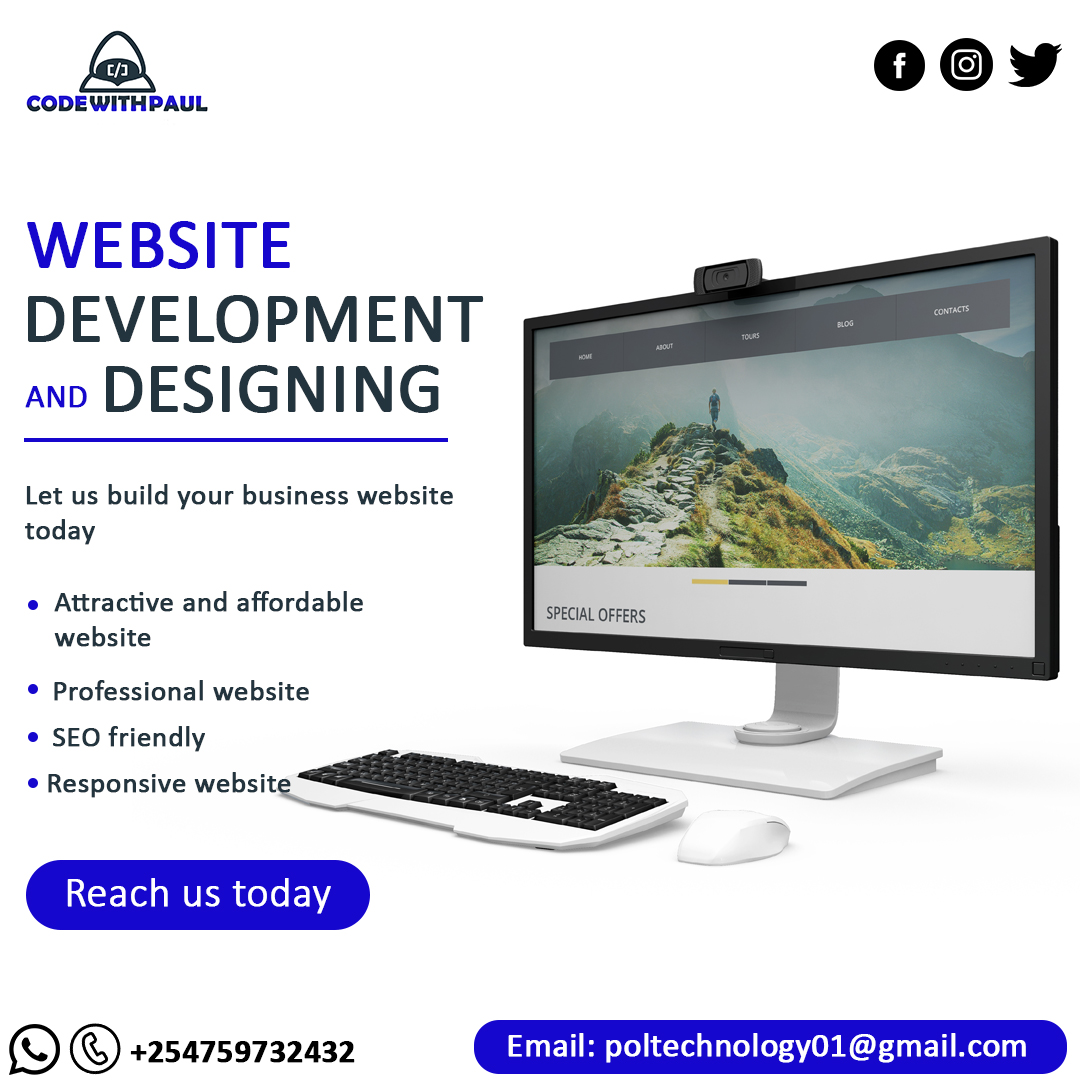 [</]
CODEWITHPAUL
f
WEBSITE
DEVELOPMENT
AND DESIGNING
Let us build your business website
today
• Attractive and affordable
website
• Professional website
• SEO friendly
• Responsive website
HOME ABOUT TOURS BLOG CONTACTS
SPECIAL OFFERS
Reach us today
+254759732432
Email: poltechnology01@gmail.com